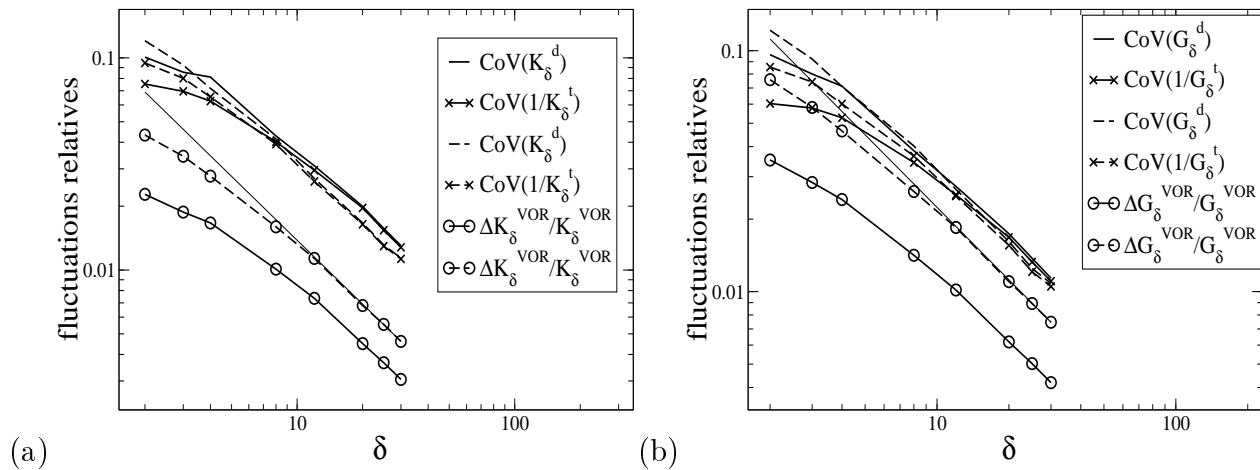 fluctuations relatives
0.1
0.01
10
100
δ
CoV(K_δ^d)
CoV(1/K_δ^t)
CoV(K_δ^d)
CoV(1/K_δ^t)
ΔK_δ^VOR/K_δ^VOR
ΔK_δ^VOR/K_δ^VOR
(a)
fluctuations relatives
0.1
0.01
10
100
δ
CoV(G_δ^d)
CoV(1/G_δ^t)
CoV(G_δ^d)
CoV(1/G_δ^t)
ΔG_δ^VOR/G_δ^VOR
ΔG_δ^VOR/G_δ^VOR
(b)